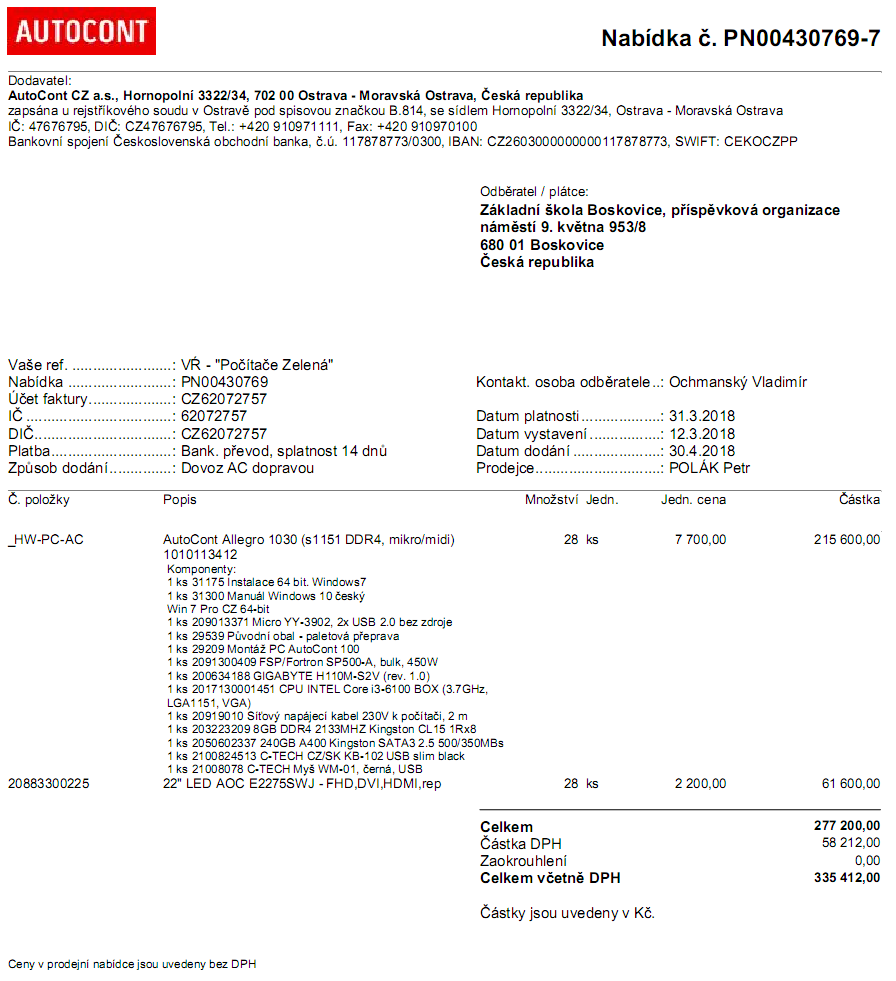 AUTOCONT
Nabídka č. PN00430769-7
Dodavatel:
AutoCont CZ a.s., Hornopolní 3322/34, 702 00 Ostrava - Moravská Ostrava, Česká republika
zapsána u rejstříkového soudu v Ostravě pod spisovou značkou B.814, se sídlem Hornopolní 3322/34, Ostrava - Moravská Ostrava
IČ: 47676795, DIČ: CZ47676795, Tel.: +420 910971111, Fax: +420 910970100
Bankovní spojení Československá obchodní banka, č.ú. 117878773/0300, IBAN: CZ2603000000000117878773, SWIFT: CEKOCZPP
Odběratel / plátce:
Základní škola Boskovice, příspěvková organizace
náměstí 9. května 953/8
680 01 Boskovice
Česká republika
Vaše ref. ........................: VŘ - "Počítače Zelená"
Nabídka .........................: PN00430769 Kontakt. osoba odběratele..: Ochmanský Vladimír
Účet faktury....................: CZ62072757
IČ ...................................: 62072757 Datum platnosti...................: 31.3.2018
DIČ.................................: CZ62072757 Datum vystavení.................: 12.3.2018
Platba.............................: Bank. převod, splatnost 14 dnů Datum dodání .....................: 30.4.2018
Způsob dodání...............: Dovoz AC dopravou Prodejce..............................: POLÁK Petr
Č. položky Popis Množství Jedn. Jedn. cena Částka
_HW-PC-AC AutoCont Allegro 1030 (s1151 DDR4, mikro/midi) 28 ks 7 700,00 215 600,00
1010113412
Komponenty:
1 ks 31175 Instalace 64 bit. Windows7
1 ks 31300 Manuál Windows 10 český
Win 7 Pro CZ 64-bit
1 ks 209013371 Micro YY-3902, 2x USB 2.0 bez zdroje
1 ks 29539 Původní obal - paletová přeprava
1 ks 29209 Montáž PC AutoCont 100
1 ks 2091300409 FSP/Fortron SP500-A, bulk, 450W
1 ks 200634188 GIGABYTE H110M-S2V (rev. 1.0)
1 ks 2017130001451 CPU INTEL Core i3-6100 BOX (3.7GHz,
LGA1151, VGA)
1 ks 20919010 Síťový napájecí kabel 230V k počítači, 2 m
1 ks 203223209 8GB DDR4 2133MHZ Kingston CL15 1Rx8
1 ks 2050602337 240GB A400 Kingston SATA3 2.5 500/350MBs
1 ks 2100824513 C-TECH CZ/SK KB-102 USB slim black
1 ks 21008078 C-TECH Myš WM-01, černá, USB
20883300225 22" LED AOC E2275SWJ - FHD,DVI,HDMI,rep 28 ks 2 200,00 61 600,00
Celkem 277 200,00
Částka DPH 58 212,00
Zaokrouhlení 0,00
Celkem včetně DPH 335 412,00
Částky jsou uvedeny v Kč.
Ceny v prodejní nabídce jsou uvedeny bez DPH